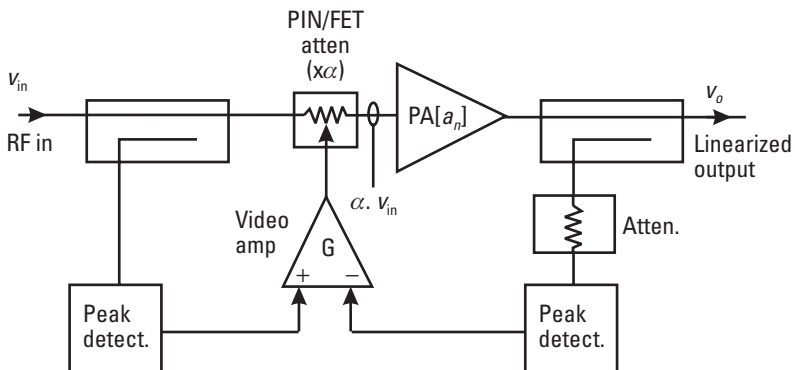 PIN/FET
atten
(xα)
v_in
RF in
PA[a_n]
v_o
Linearized
output
α. v_in
Video
amp
G
+ −
Atten.
Peak
detect.
Peak
detect.